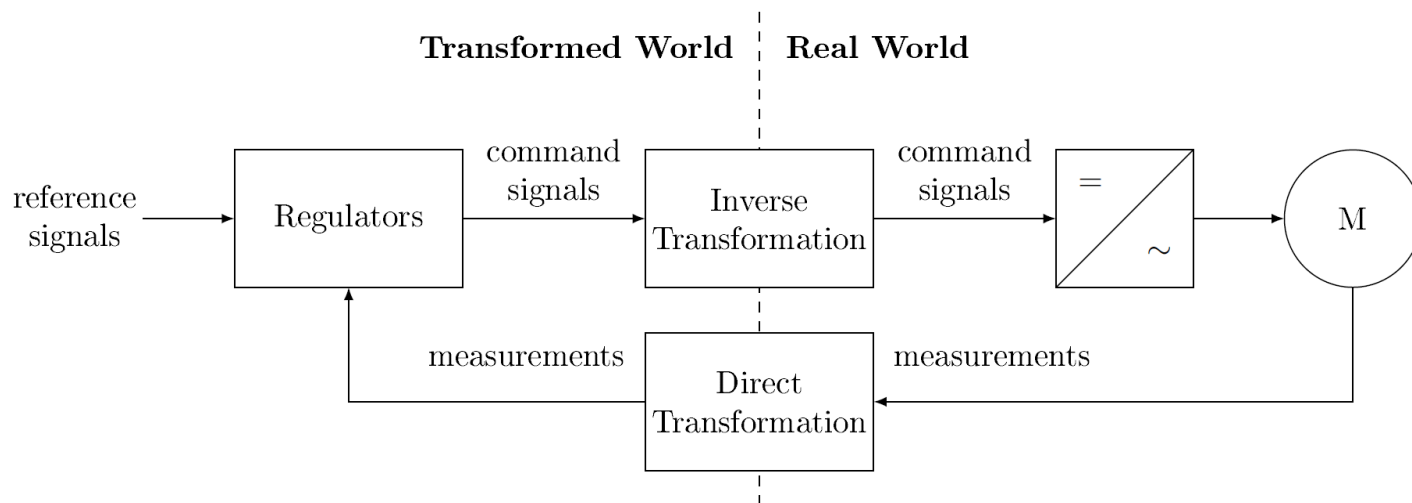 Transformed World
Real World
reference
signals
Regulators
command
signals
Inverse
Transformation
command
signals
=
~
M
measurements
Direct
Transformation
measurements